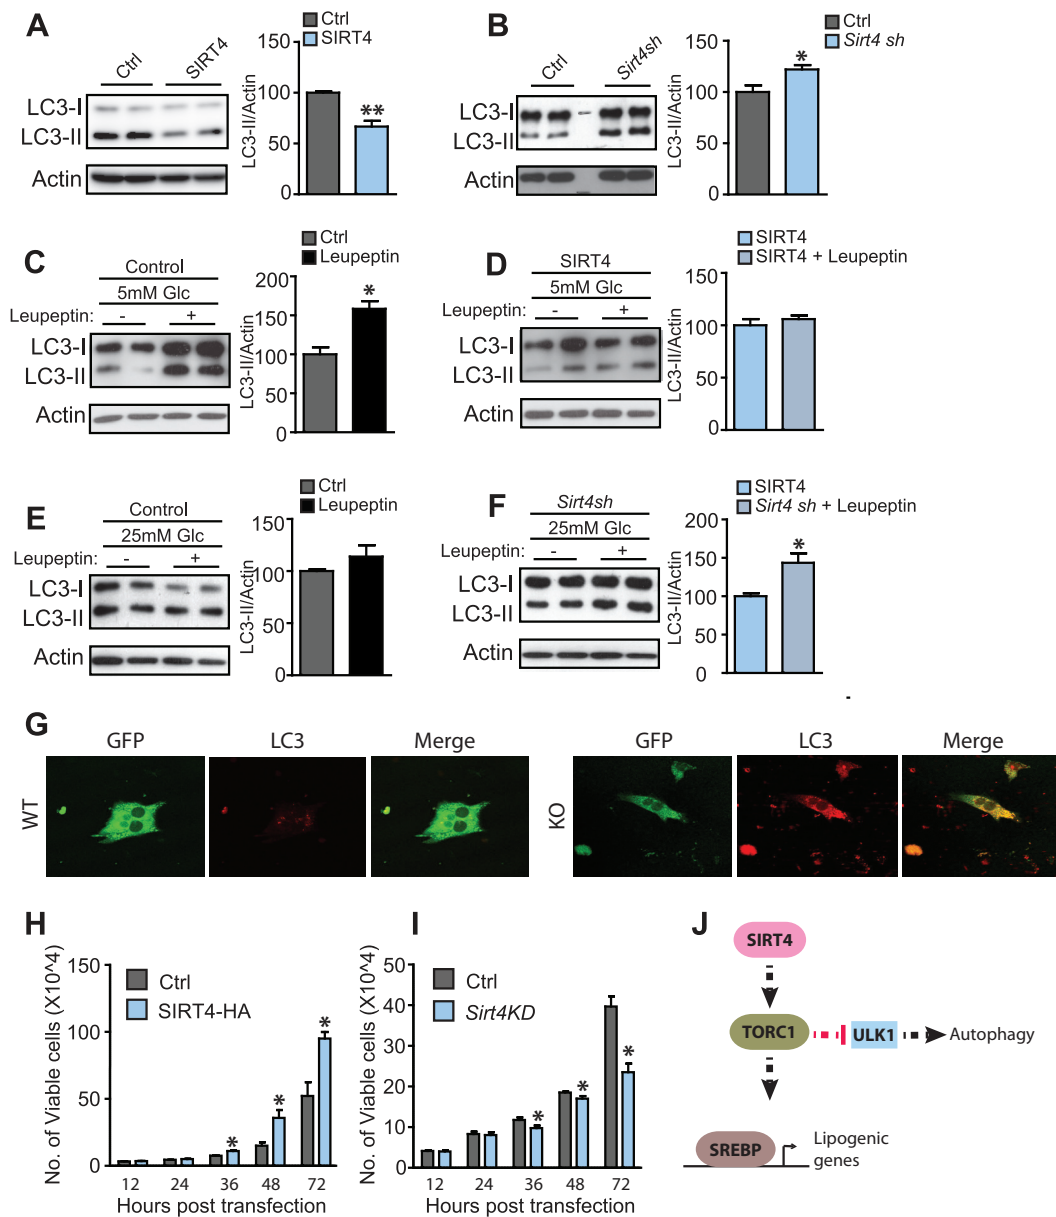 A
Ctrl
SIRT4
Ctrl
SIRT4
LC3-I
LC3-II
Actin
LC3-II/Actin
150
100
50
0
**
B
Ctrl
Sirt4 sh
Ctrl
Sirt4sh
LC3-I
LC3-II
Actin
LC3-II/Actin
150
100
50
0
*
C
Ctrl
Leupeptin
Control
5mM Glc
Leupeptin: - +
LC3-I
LC3-II
Actin
LC3-II/Actin
200
150
100
50
0
*
D
SIRT4
SIRT4 + Leupeptin
SIRT4
5mM Glc
Leupeptin: - +
LC3-I
LC3-II
Actin
LC3-II/Actin
150
100
50
0
E
Ctrl
Leupeptin
Control
25mM Glc
Leupeptin: - +
LC3-I
LC3-II
Actin
LC3-II/Actin
150
100
50
0
F
SIRT4
Sirt4 sh + Leupeptin
Sirt4sh
25mM Glc
Leupeptin: - +
LC3-I
LC3-II
Actin
LC3-II/Actin
200
150
100
50
0
*
G
GFP LC3 Merge
WT
GFP LC3 Merge
KO
H
No. of Viable cells (X10^4)
150
100
50
0
Ctrl
SIRT4-HA
* * *
12 24 36 48 72
Hours post transfection
I
No. of Viable cells (X10^4)
50
40
30
20
10
0
Ctrl
Sirt4KD
* * *
12 24 36 48 72
Hours post transfection
J
SIRT4
TORC1 ULK1 Autophagy
SREBP
Lipogenic
genes